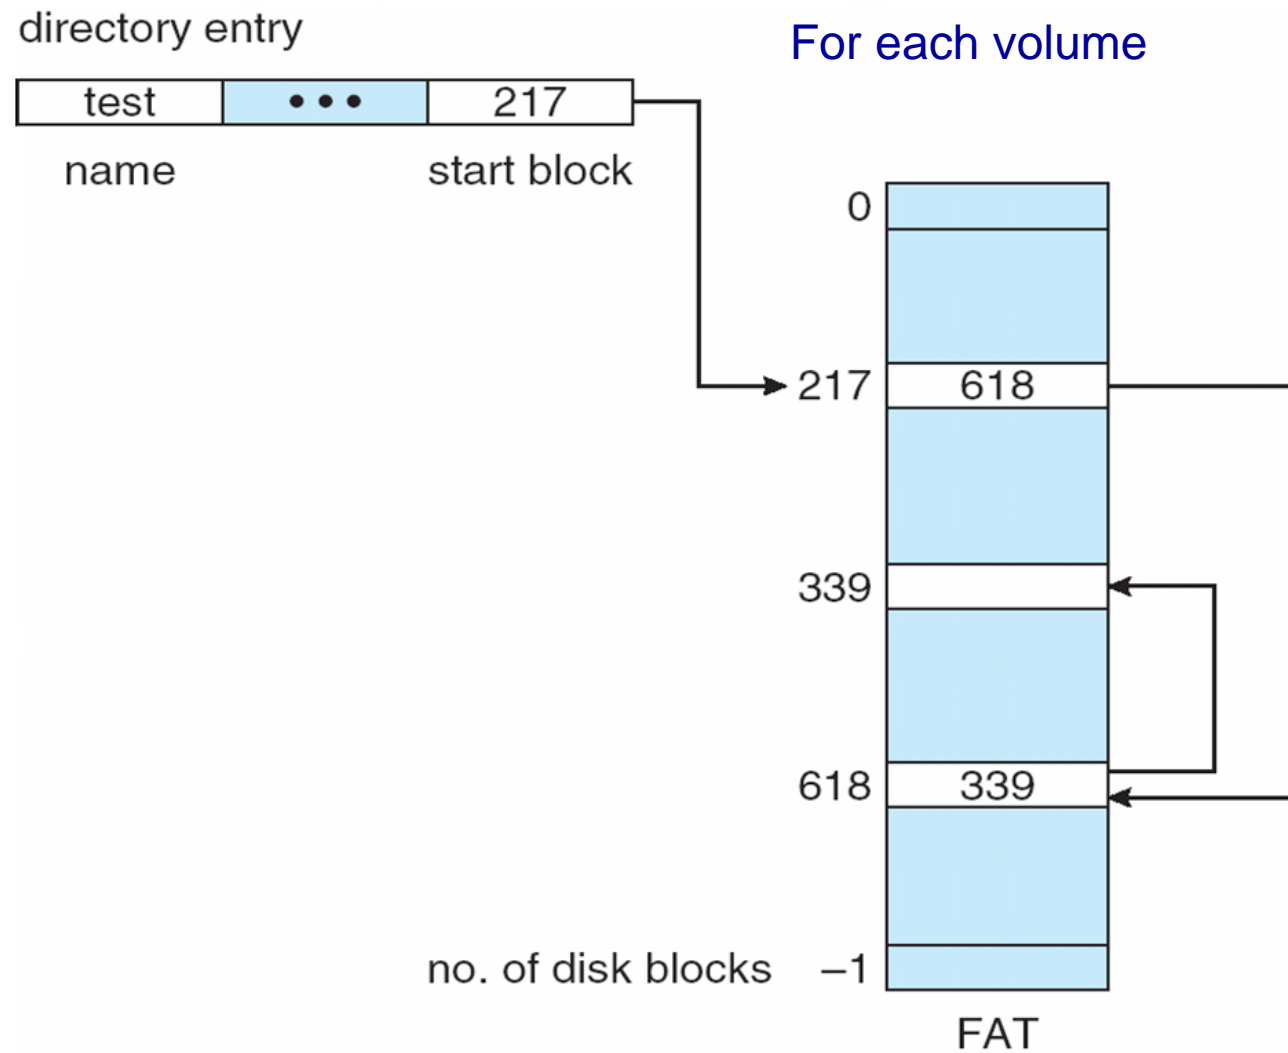 directory entry
For each volume
test ••• 217
name start block
0
217 618
339
618 339
no. of disk blocks –1
FAT